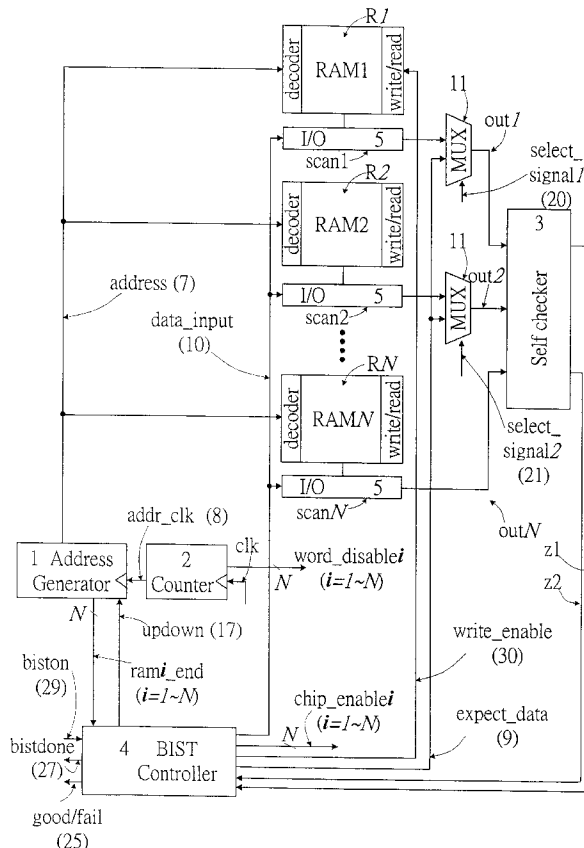 R1
decoder
RAM1
write/read
I/O 5
scan1
11
MUX
out1
select_
signal1
(20)
R2
decoder
RAM2
write/read
I/O 5
scan2
11
MUX
out2
3
Self checker
address (7)
data_input
(10)
RN
decoder
RAMN
write/read
I/O 5
scanN
select_
signal2
(21)
outN
addr_clk (8)
clk
1 Address
Generator
2
Counter
N
word_disablei
(i=1~N)
z1
z2
N
updown (17)
biston
(29)
rami_end
(i=1~N)
write_enable
(30)
chip_enablei
(i=1~N)
N
expect_data
(9)
bistdone
(27)
4 BIST
Controller
good/fail
(25)